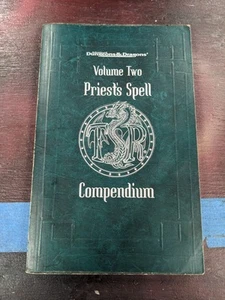 Dungeons & Dragons
Volume Two
Priest's Spell
TSR
Compendium